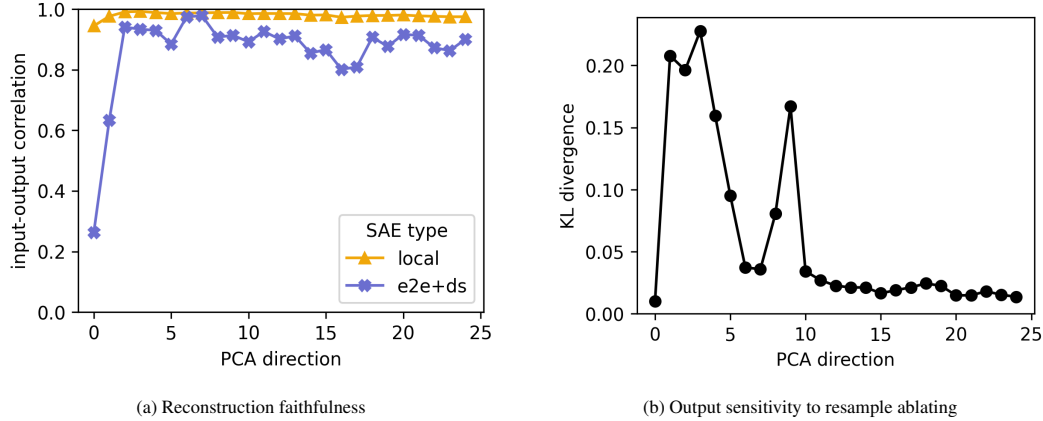 1.0
0.8
0.6
0.4
0.2
0.0
input-output correlation
SAE type
local
e2e+ds
0 5 10 15 20 25
PCA direction
(a) Reconstruction faithfulness
0.20
0.15
0.10
0.05
0.00
KL divergence
0 5 10 15 20 25
PCA direction
(b) Output sensitivity to resample ablating